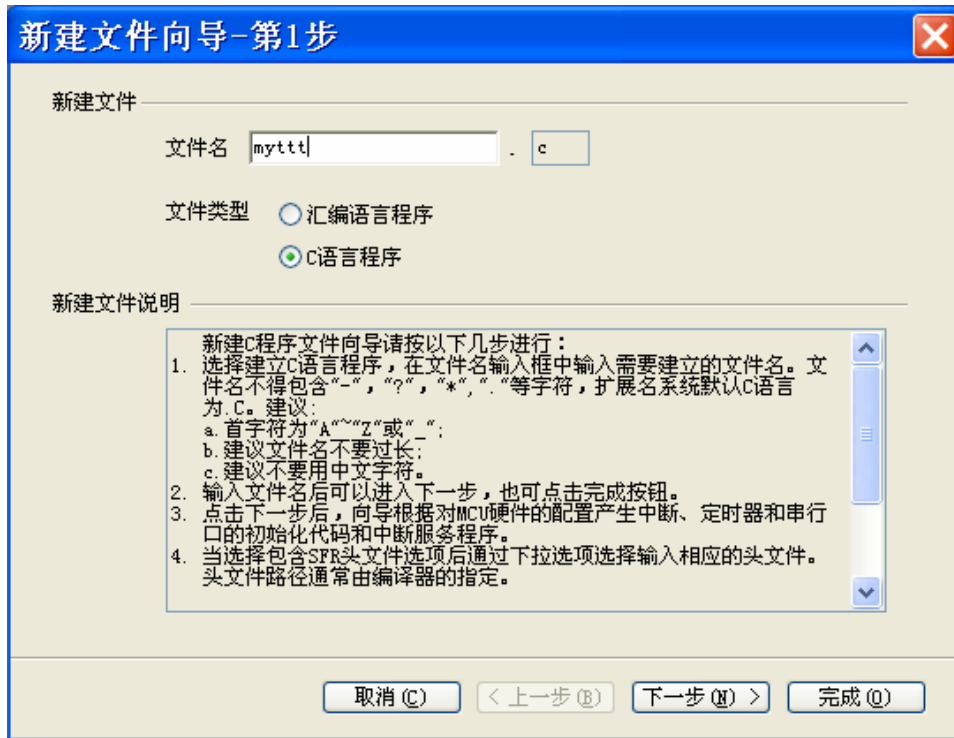 新建文件向导-第1步
新建文件
文件名 myttt . c
文件类型 汇编语言程序
C语言程序
新建文件说明
新建C程序文件向导请按以下几步进行：
1. 选择建立C语言程序，在文件名输入框中输入需要建立的文件名。文
件名不得包含"-"，"?"，"*"，"."等字符，扩展名系统默认C语言
为.C。建议：
a.首字符为"A"~"Z"或"_"；
b.建议文件名不要过长；
c.建议不要用中文字符。
2. 输入文件名后可以进入下一步，也可点击完成按钮。
3. 点击下一步后，向导根据对MCU硬件的配置产生中断、定时器和串行
口的初始化代码和中断服务程序。
4. 当选择包含SFR头文件选项后通过下拉选项选择输入相应的头文件。
头文件路径通常由编译器的指定。
取消(C) < 上一步(B) 下一步(N) > 完成(O)